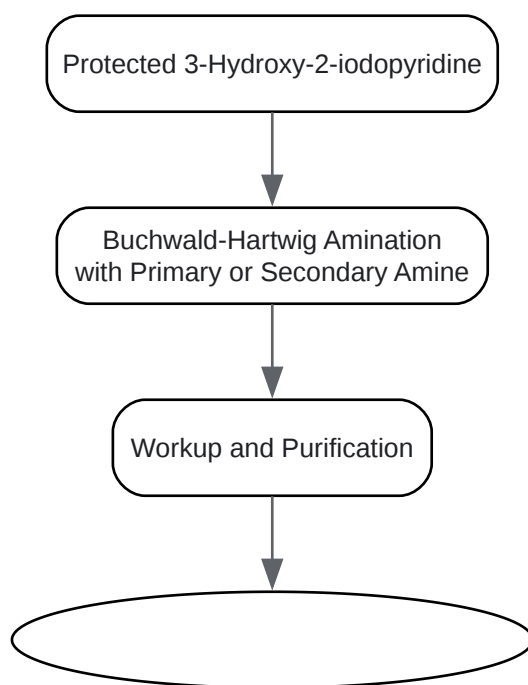 Protected 3-Hydroxy-2-iodopyridine
Buchwald-Hartwig Amination
with Primary or Secondary Amine
Workup and Purification